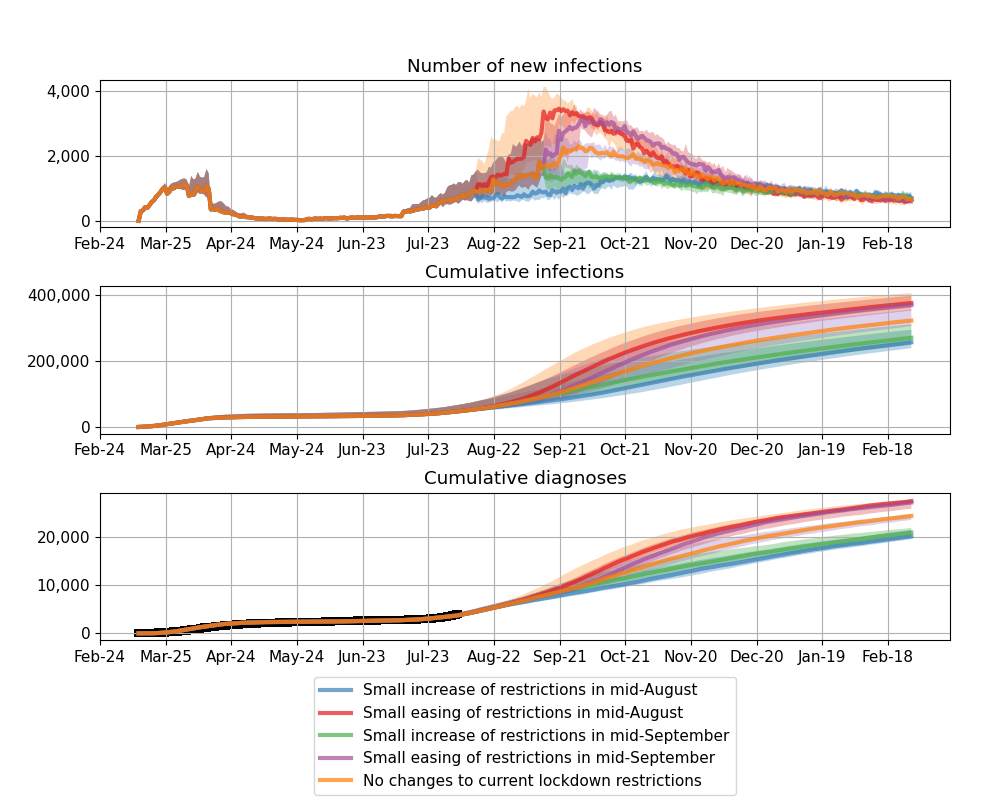 Number of new infections
4,000
2,000
0
Feb-24 Mar-25 Apr-24 May-24 Jun-23 Jul-23 Aug-22 Sep-21 Oct-21 Nov-20 Dec-20 Jan-19 Feb-18
Cumulative infections
400,000
200,000
0
Feb-24 Mar-25 Apr-24 May-24 Jun-23 Jul-23 Aug-22 Sep-21 Oct-21 Nov-20 Dec-20 Jan-19 Feb-18
Cumulative diagnoses
20,000
10,000
0
Feb-24 Mar-25 Apr-24 May-24 Jun-23 Jul-23 Aug-22 Sep-21 Oct-21 Nov-20 Dec-20 Jan-19 Feb-18
Small increase of restrictions in mid-August
Small easing of restrictions in mid-August
Small increase of restrictions in mid-September
Small easing of restrictions in mid-September
No changes to current lockdown restrictions